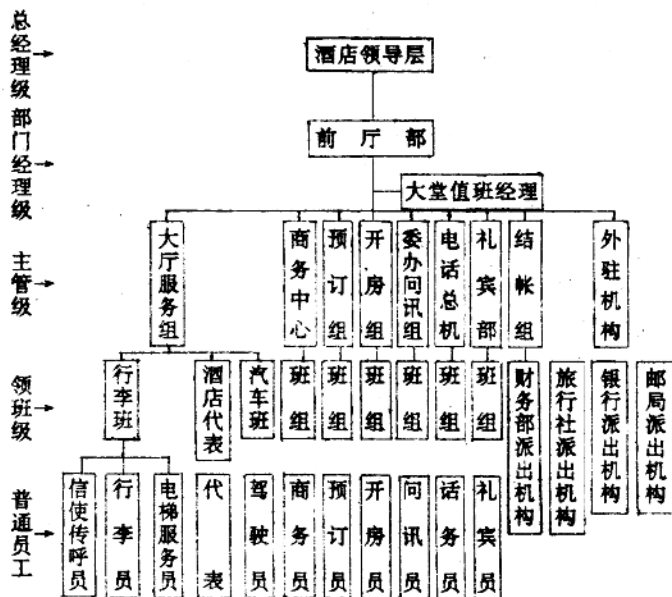 总经理级
酒店领导层
部门经理级
前厅部
大堂值班经理
主管级
大厅服务组
商务中心
预订组
开房组
委办问讯组
电话总机
礼宾部
结帐组
外驻机构
领班级
行李班
酒店代表
汽车班
班组
班组
班组
班组
班组
班组
财务部派出机构
旅行社派出机构
银行派出机构
邮局派出机构
普通员工
信使传呼员
行李员
电梯服务员
代表
驾驶员
商务员
预订员
开房员
问讯员
话务员
礼宾员